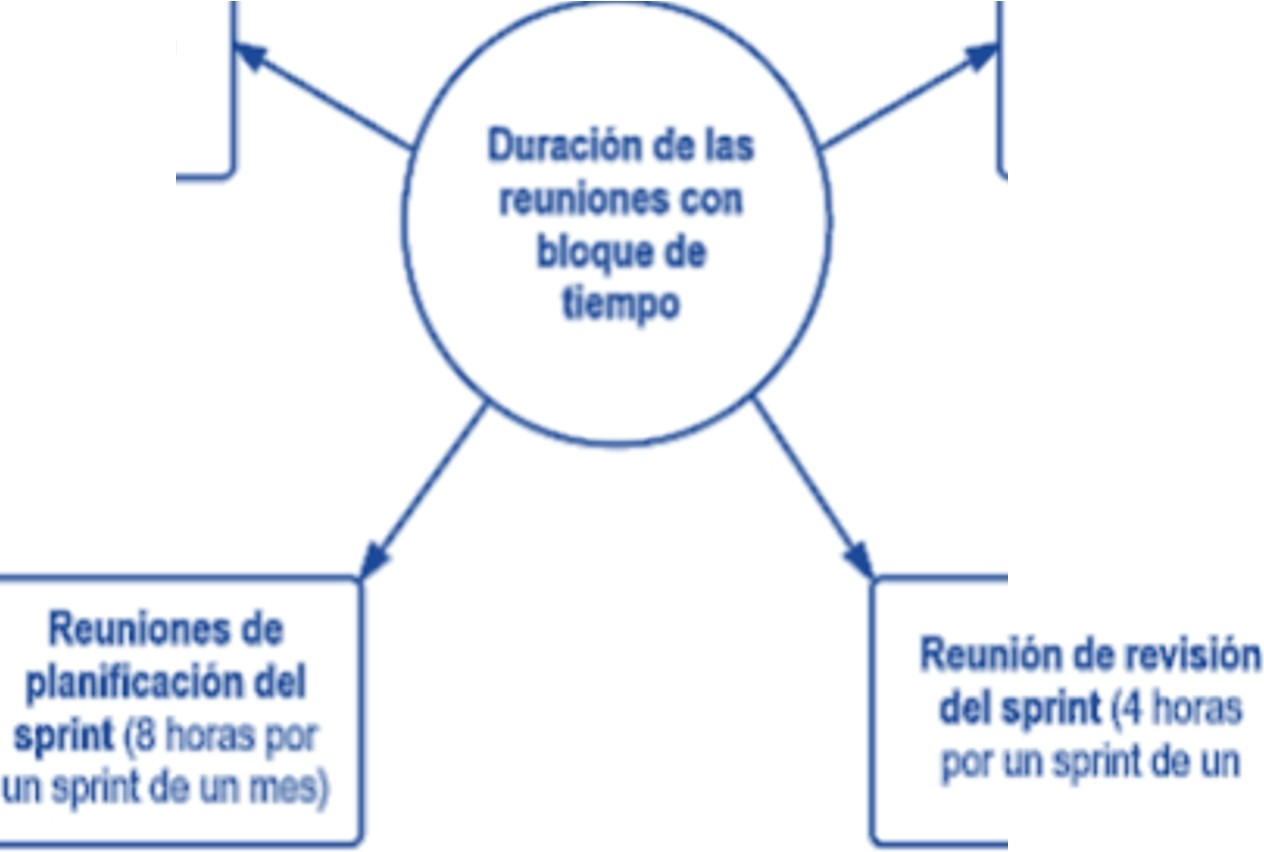 Duración de las
reuniones con
bloque de
tiempo
Reuniones de
planificación del
sprint (8 horas por
un sprint de un mes)
Reunión de revisión
del sprint (4 horas
por un sprint de un